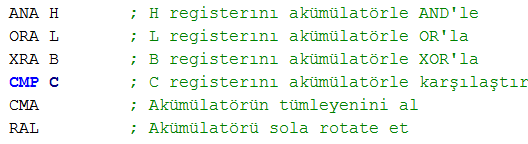 ANA H ; H registerını akümülatörle AND'le
ORA L ; L registerını akümülatörle OR'la
XRA B ; B registerını akümülatörle XOR'la
CMP C ; C registerını akümülatörle karşılaştır
CMA ; Akümülatörün tümleyenini al
RAL ; Akümülatörü sola rotate et